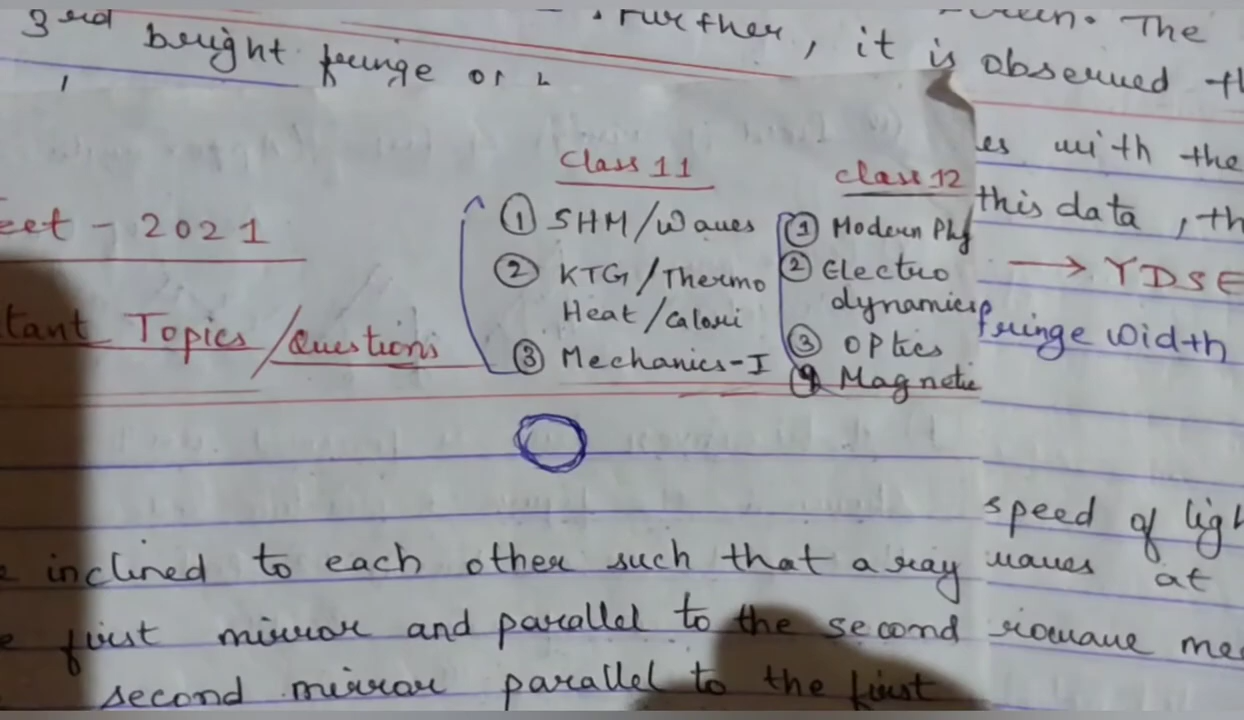 3rd bright fringe or
. Further, it is observed
The
es with the
this data, th
→ YDSE
fringe width
Class 11
① SHM/Waves
② KTG/Thermo
Heat/Calori
③ Mechanics-I
Class 12
① Modern Phy
② Electro
dynamics
③ Optics
④ Magnetic
eet - 2021
tant Topics/Questions
speed of ligh
waves at
me
inclined to each other such that a ray
first mirror and parallel to the second
second mirror parallel to the first